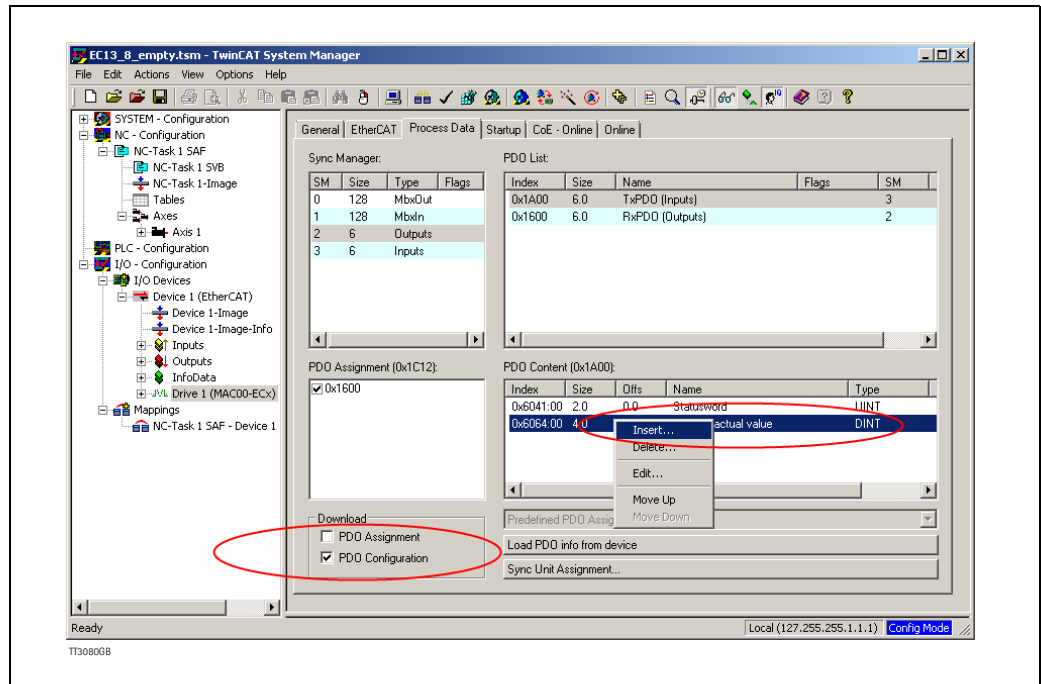 EC13_8_empty.tsm - TwinCAT System Manager
File Edit Actions View Options Help
SYSTEM - Configuration
NC - Configuration
NC-Task 1 SAF
NC-Task 1 SVB
NC-Task 1-Image
Tables
Axes
Axis 1
PLC - Configuration
I/O - Configuration
I/O Devices
Device 1 (EtherCAT)
Device 1-Image
Device 1-Image-Info
Inputs
Outputs
InfoData
Drive 1 (MAC00-ECx)
Mappings
NC-Task 1 SAF - Device 1
General EtherCAT Process Data Startup CoE - Online Online
Sync Manager:
SM Size Type Flags
0 128 MbxOut
1 128 MbxIn
2 6 Outputs
3 6 Inputs
PDO List:
Index Size Name Flags SM
0x1A00 6.0 TxPDO (Inputs) 3
0x1600 6.0 RxPDO (Outputs) 2
PDO Assignment (0x1C12):
0x1600
PDO Content (0x1A00):
Index Size Offs Name Type
0x6041:00 2.0 0.0 Statusword UINT
0x6064:00 4.0 actual value DINT
Insert...
Delete...
Edit...
Move Up
Move Down
Download
PDO Assignment
PDO Configuration
Predefined PDO Assig
Load PDO info from device
Sync Unit Assignment...
Ready
Local (127.255.255.1.1.1) Config Mode
TT3080GB